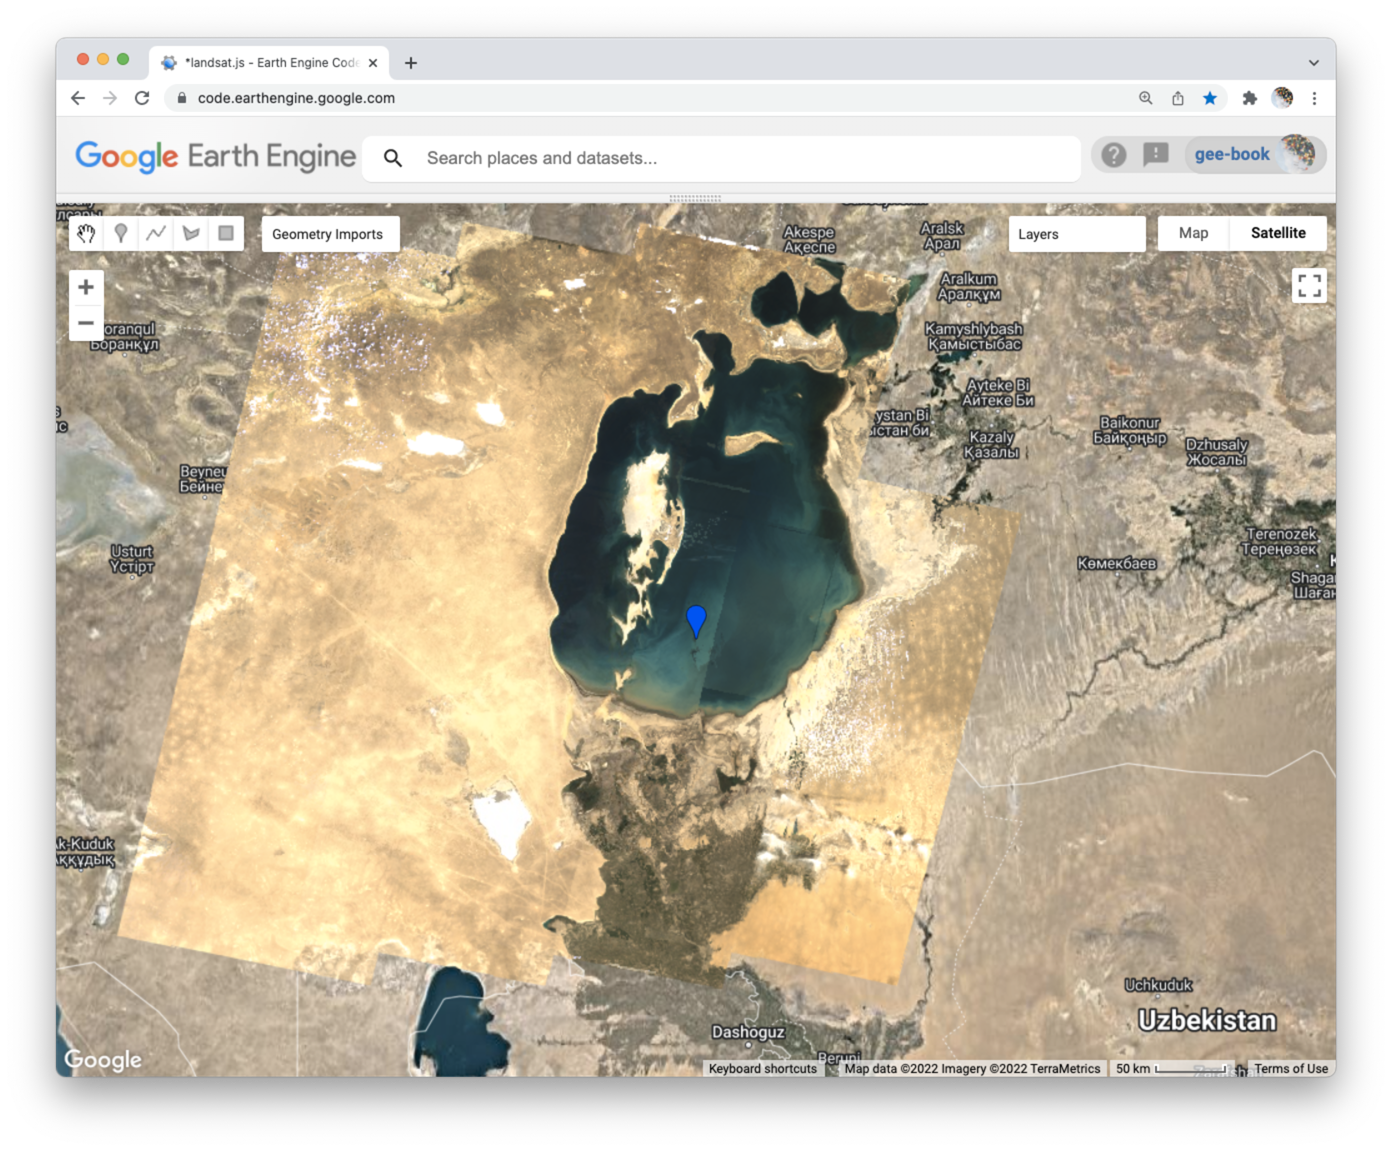 *landsat.js - Earth Engine Code
code.earthengine.google.com
Google Earth Engine
Search places and datasets...
gee-book
Geometry Imports
Layers
Map
Satellite
Akespe
Ақеспе
Aralsk
Арал
Aralkum
Аралқұм
oranqul
Боранқұл
Kamyshlybash
Қамыстыбас
Ayteke Bi
Айтеке Би
ystan Bi
ыстан би
Kazaly
Қазалы
Baikonur
Байқоңыр
Dzhusaly
Жосалы
Beyneu
Бейне
Usturt
Үстірт
Terenozek
Тереңөзек
Көмекбаев
Shaga
Шаған
k-Kuduk
Аққұдық
Uchkuduk
Uzbekistan
Dashoguz
Beruni
Google
Keyboard shortcuts
Map data ©2022 Imagery ©2022 TerraMetrics
50 km
Terms of Use